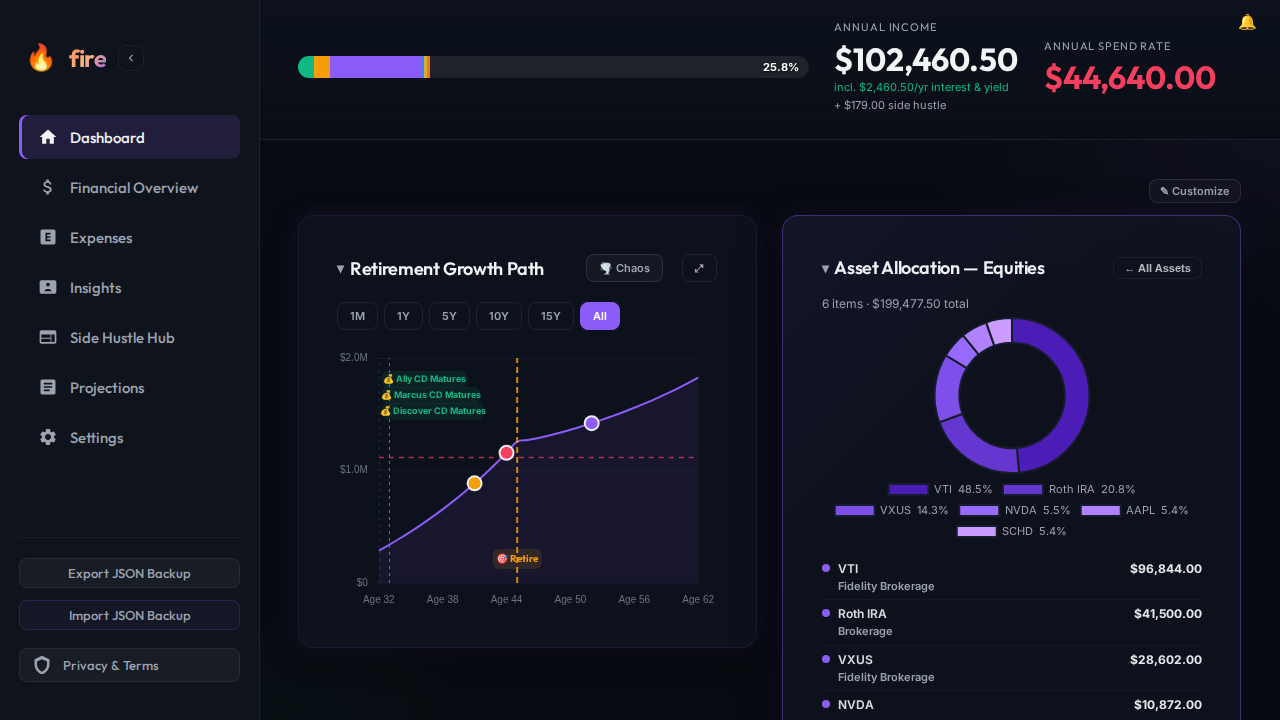 fire
Dashboard
Financial Overview
Expenses
Insights
Side Hustle Hub
Projections
Settings
Export JSON Backup
Import JSON Backup
Privacy & Terms
25.8%
ANNUAL INCOME
$102,460.50
incl. $2,460.50/yr interest & yield
+ $179.00 side hustle
ANNUAL SPEND RATE
$44,640.00
✎ Customize
▾ Retirement Growth Path
🌪️ Chaos
⤢
1M 1Y 5Y 10Y 15Y All
$2.0M
💰 Ally CD Matures
💰 Marcus CD Matures
💰 Discover CD Matures
$1.0M
🎯 Retire
$0
Age 32 Age 38 Age 44 Age 50 Age 56 Age 62
▾ Asset Allocation — Equities
← All Assets
6 items · $199,477.50 total
VTI 48.5% Roth IRA 20.8%
VXUS 14.3% NVDA 5.5% AAPL 5.4%
SCHD 5.4%
VTI $96,844.00
Fidelity Brokerage
Roth IRA $41,500.00
Brokerage
VXUS $28,602.00
Fidelity Brokerage
NVDA $10,872.00